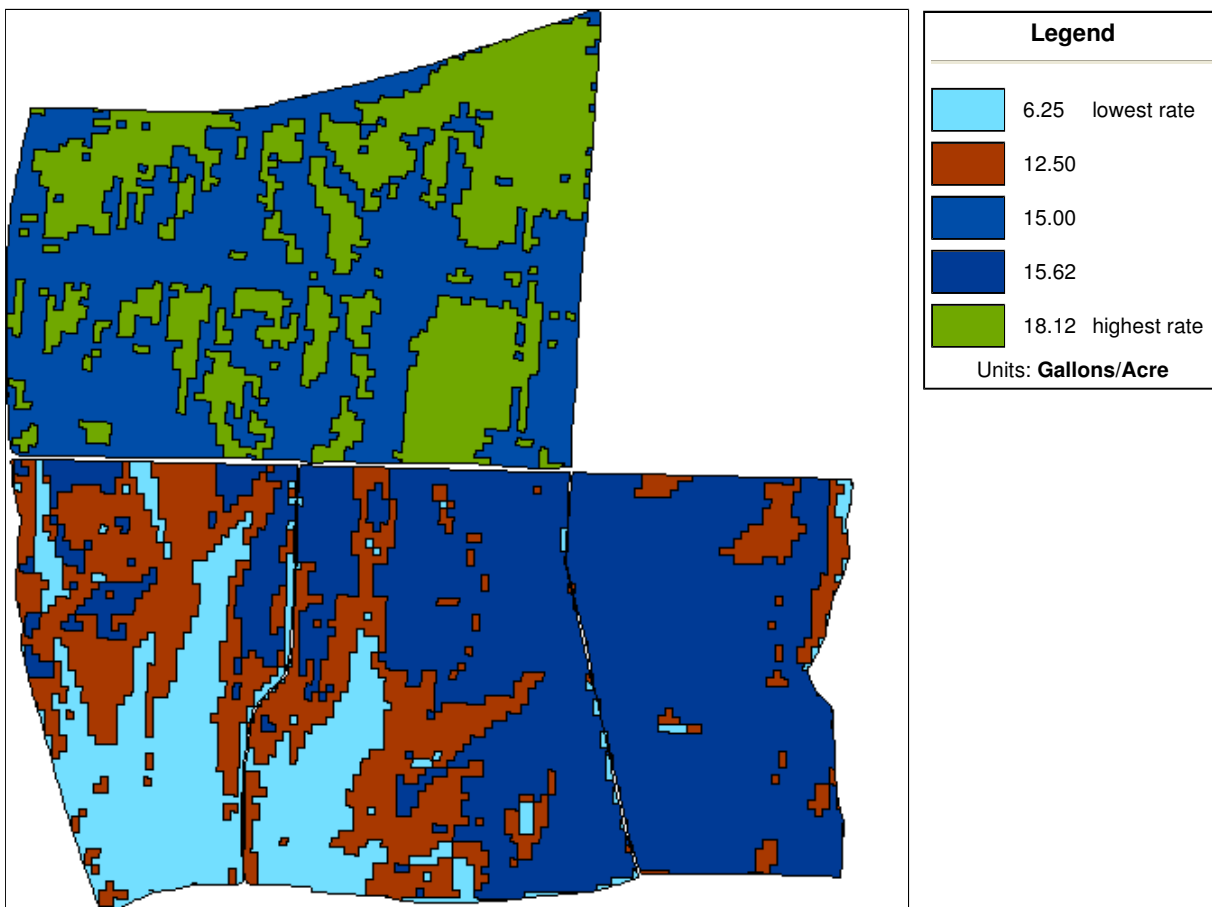 Legend
6.25 lowest rate
12.50
15.00
15.62
18.12 highest rate
Units: Gallons/Acre